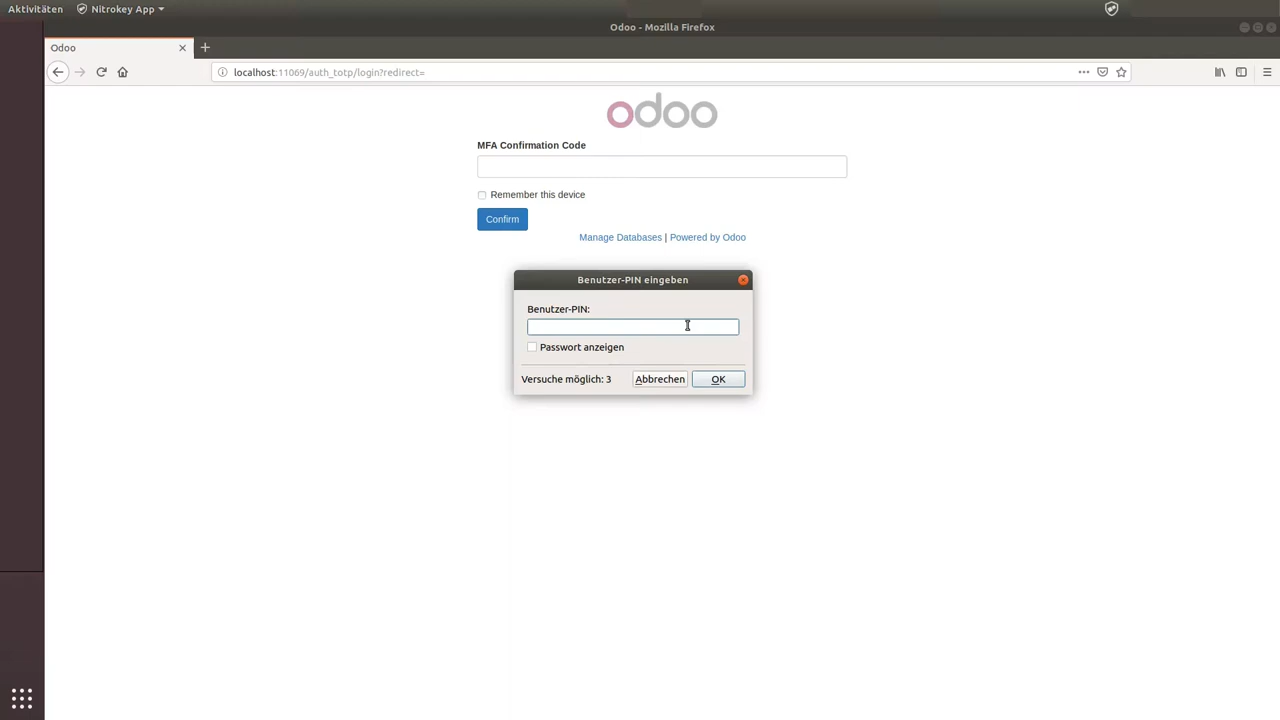 Aktivitäten Nitrokey App
Odoo - Mozilla Firefox
Odoo
localhost:11069/auth_totp/login?redirect=
odoo
MFA Confirmation Code
Remember this device
Confirm
Manage Databases | Powered by Odoo
Benutzer-PIN eingeben
Benutzer-PIN:
Passwort anzeigen
Versuche möglich: 3 Abbrechen OK